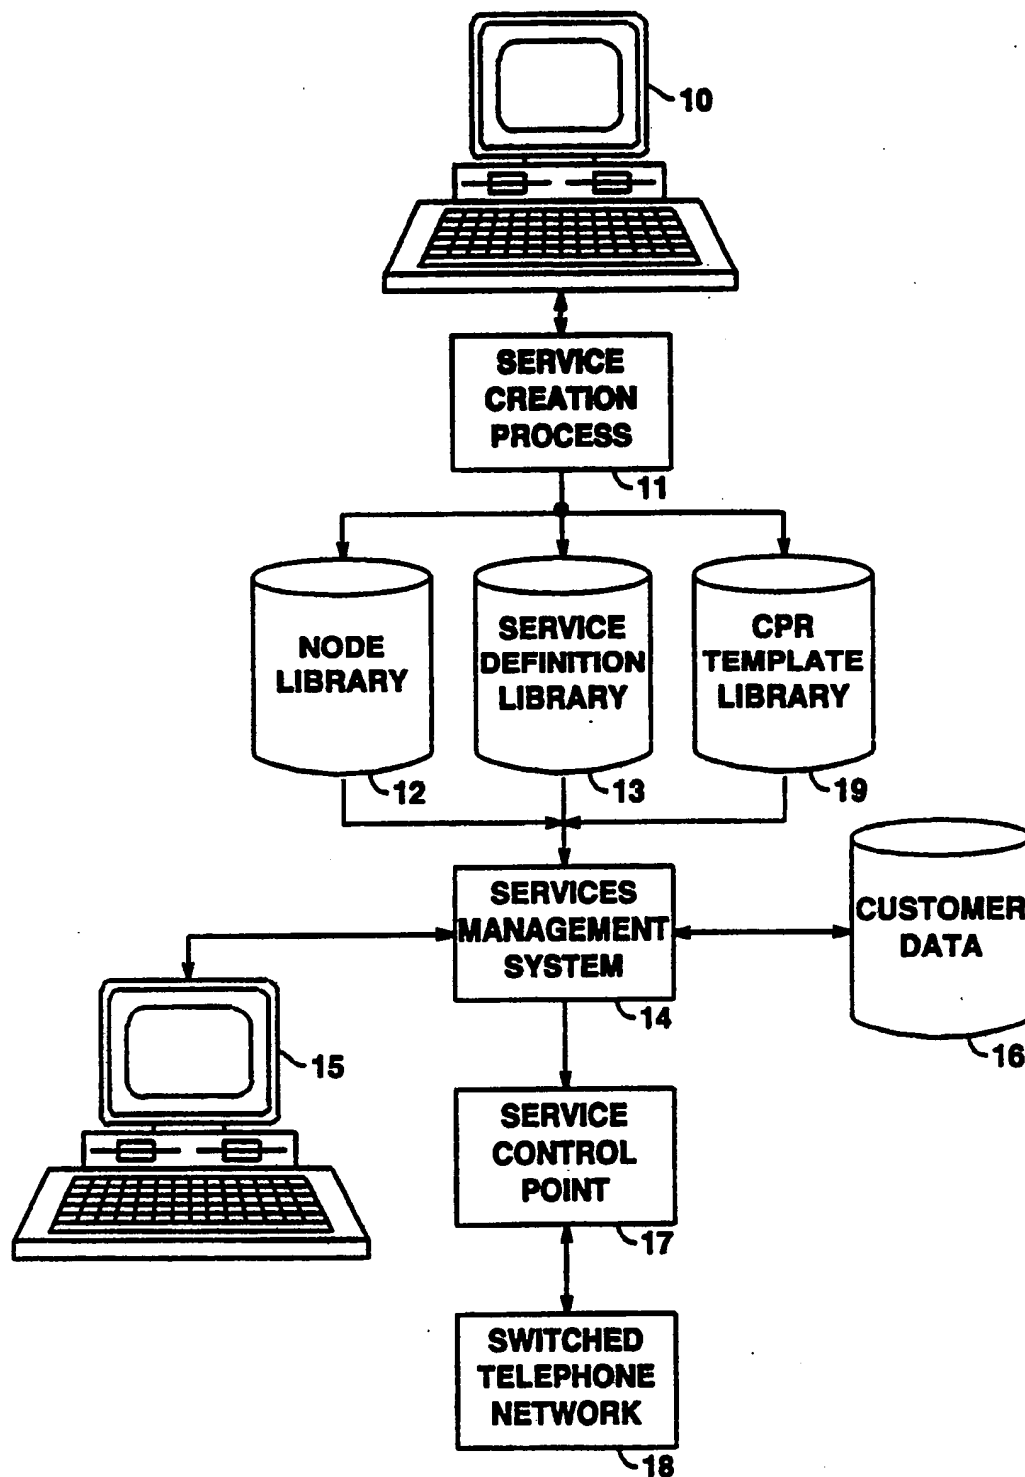 10
SERVICE
CREATION
PROCESS
11
NODE
LIBRARY
12
SERVICE
DEFINITION
LIBRARY
13
CPR
TEMPLATE
LIBRARY
19
SERVICES
MANAGEMENT
SYSTEM
14
CUSTOMER
DATA
16
15
SERVICE
CONTROL
POINT
17
SWITCHED
TELEPHONE
NETWORK
18